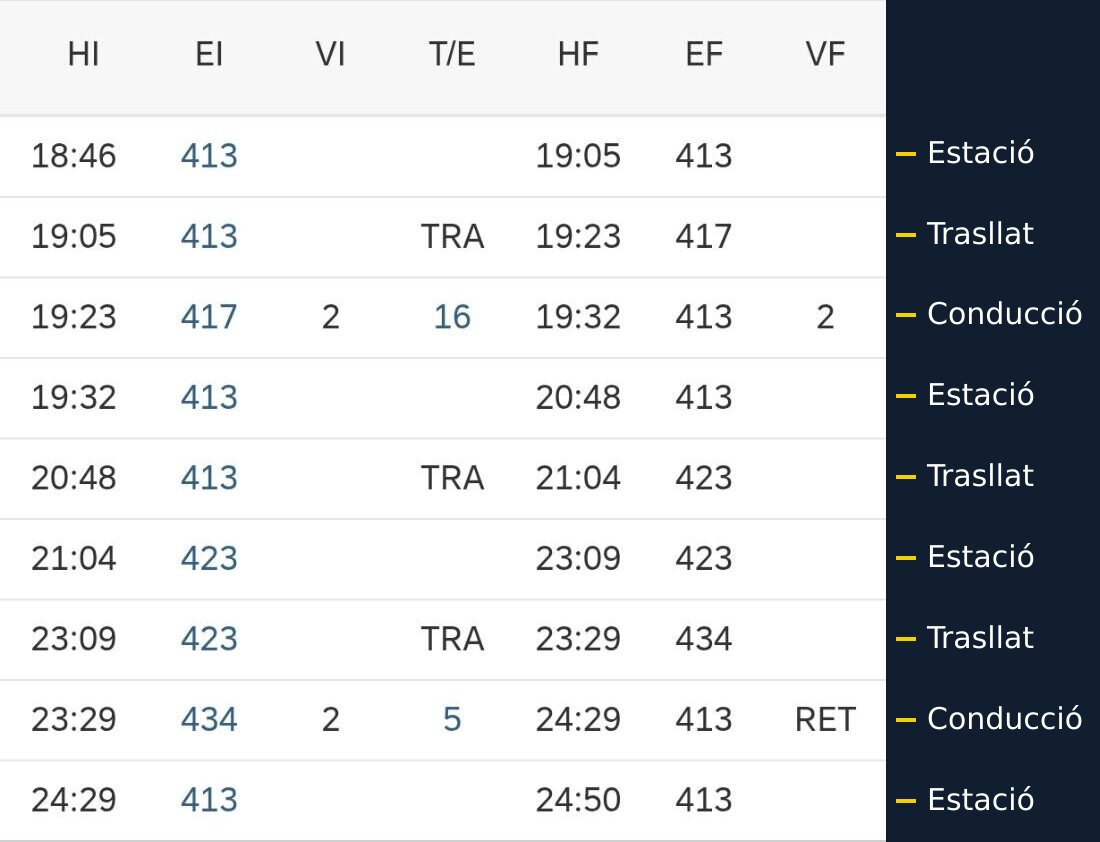 HI EI VI T/E HF EF VF
18:46 413 19:05 413 Estació
19:05 413 TRA 19:23 417 Trasllat
19:23 417 2 16 19:32 413 2 Conducció
19:32 413 20:48 413 Estació
20:48 413 TRA 21:04 423 Trasllat
21:04 423 23:09 423 Estació
23:09 423 TRA 23:29 434 Trasllat
23:29 434 2 5 24:29 413 RET Conducció
24:29 413 24:50 413 Estació